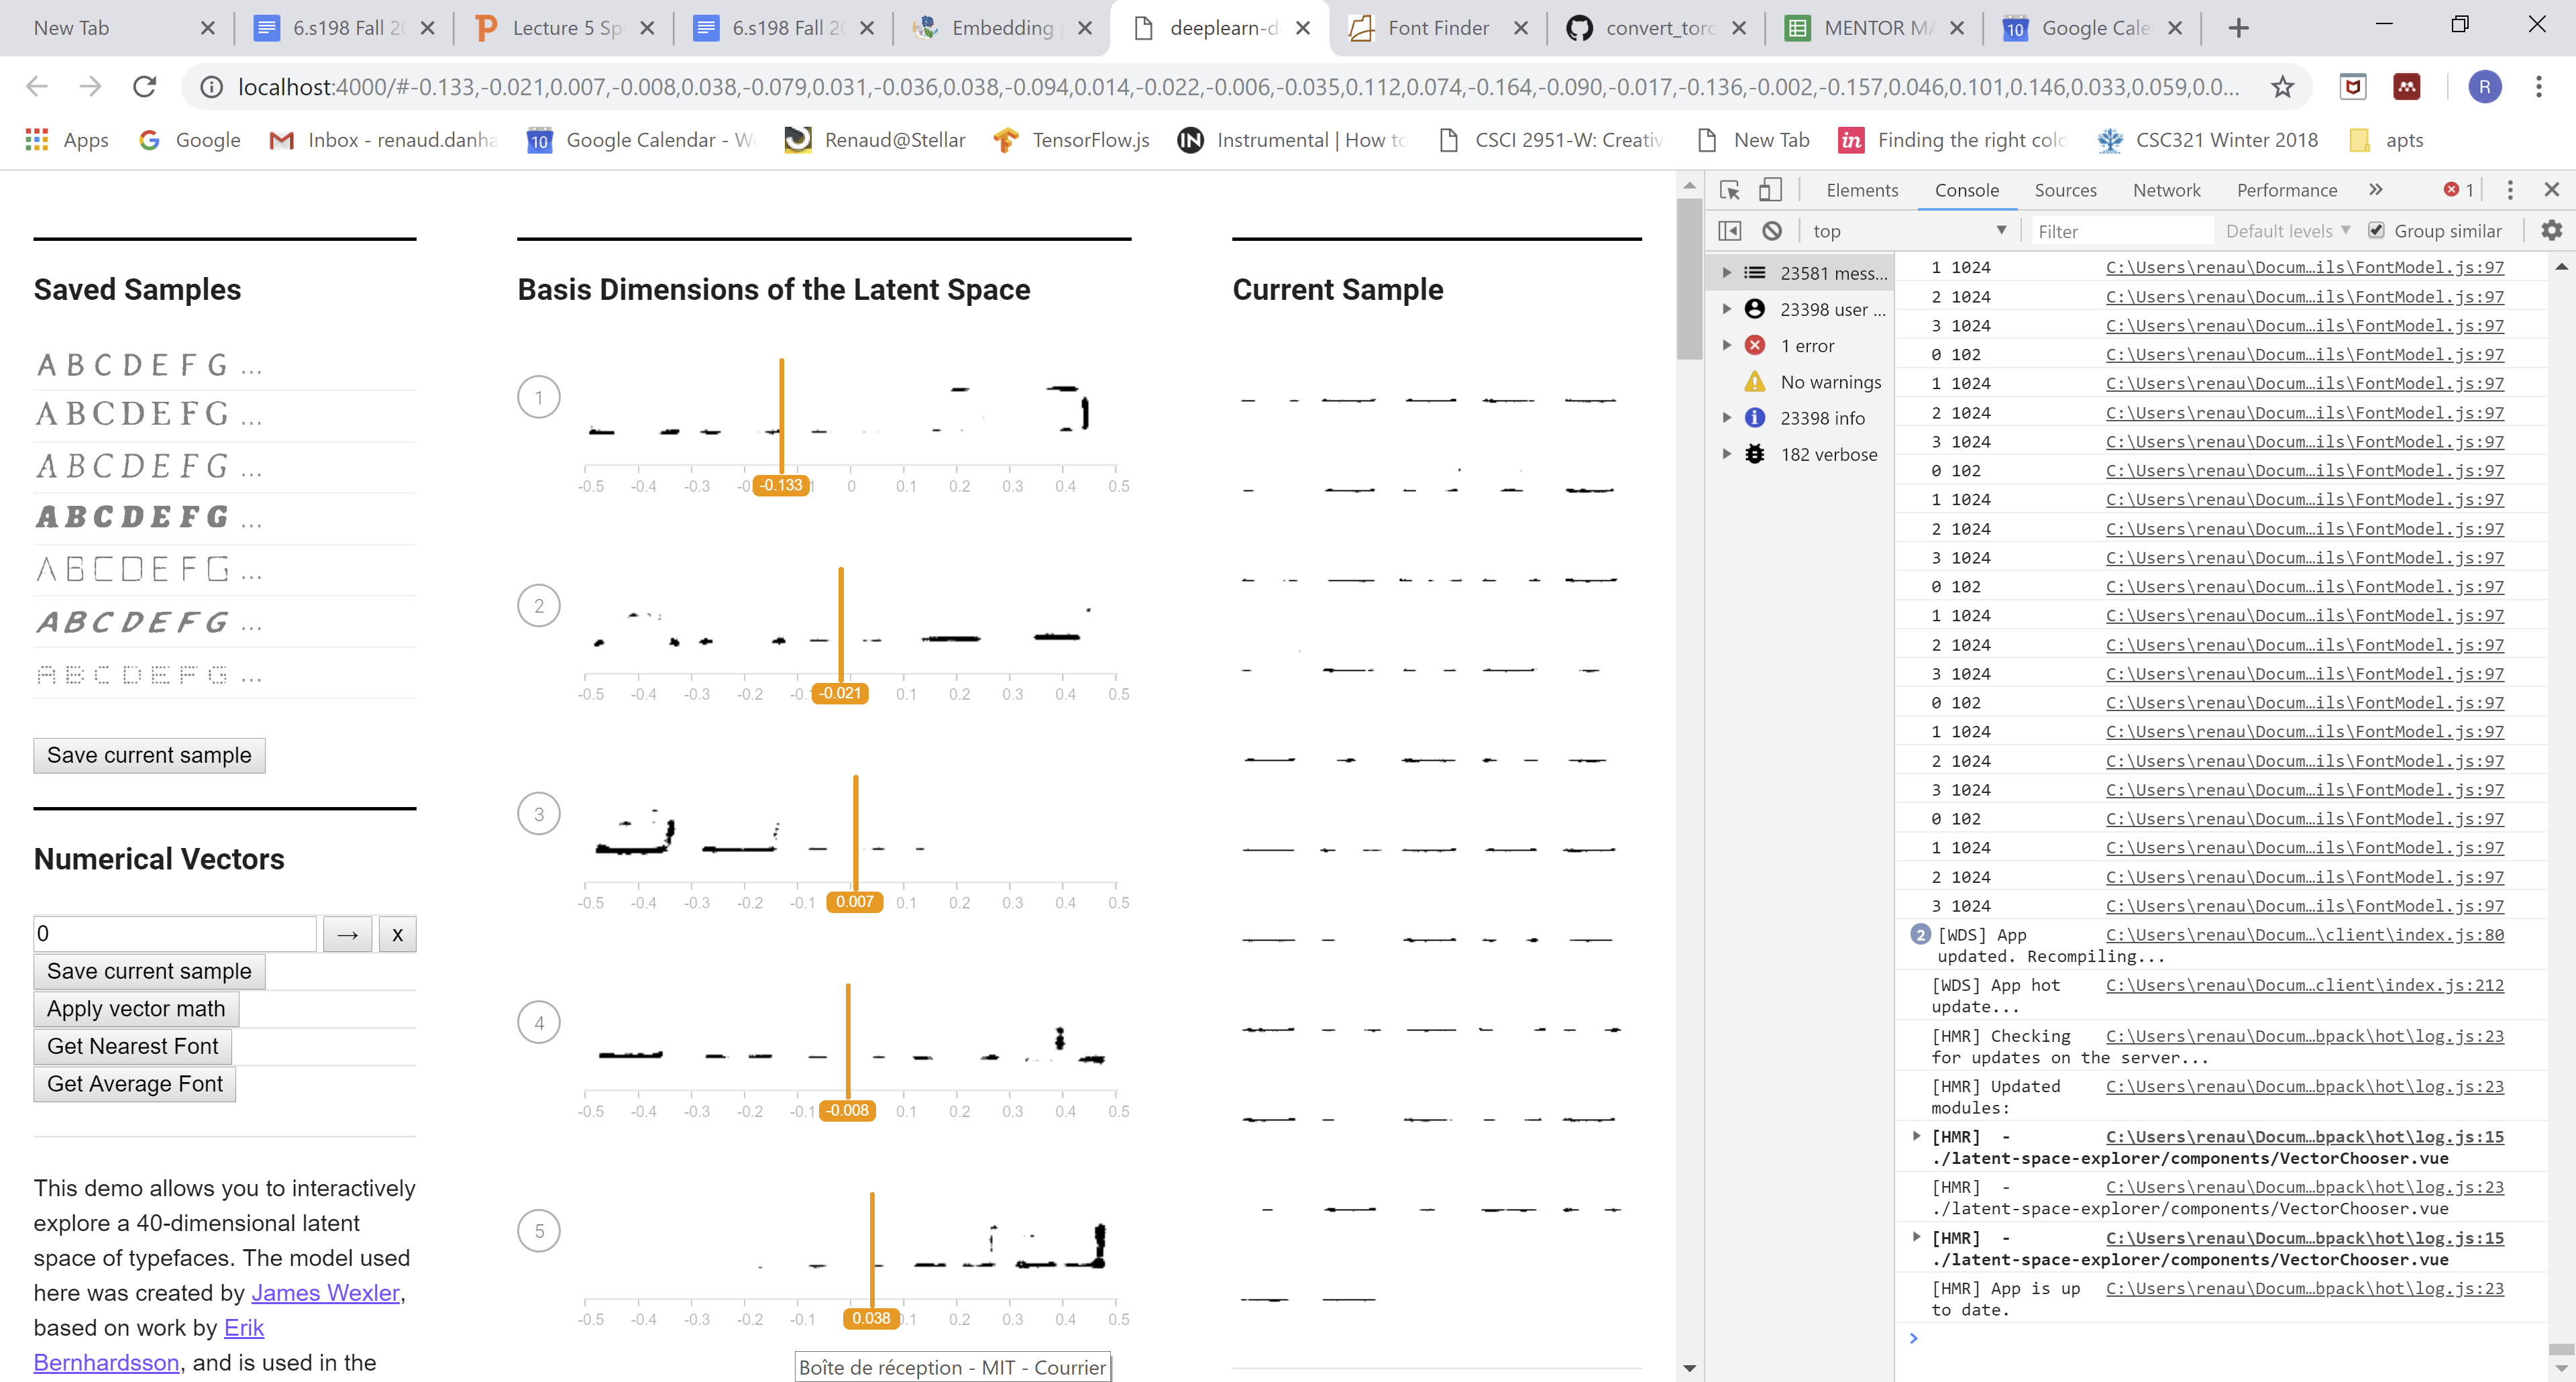 New Tab
6.s198 Fall 20
Lecture 5 Sp
6.s198 Fall 20
Embedding
deeplearn-d
Font Finder
convert_torc
MENTOR MA
Google Cale
localhost:4000/#-0.133,-0.021,0.007,-0.008,0.038,-0.079,0.031,-0.036,0.038,-0.094,0.014,-0.022,-0.006,-0.035,0.112,0.074,-0.164,-0.090,-0.017,-0.136,-0.002,-0.157,0.046,0.101,0.146,0.033,0.059,0.0...
R
Apps
Google
Inbox - renaud.danha
10
Google Calendar - We
Renaud@Stellar
TensorFlow.js
IN
Instrumental | How to
CSCI 2951-W: Creativ
New Tab
in
Finding the right colo
CSC321 Winter 2018
apts
Saved Samples
A B C D E F G ...
A B C D E F G ...
A B C D E F G ...
A B C D E F G ...
A B C D E F G ...
A B C D E F G ...
A B C D E F G ...
Save current sample
Numerical Vectors
0 → x
Save current sample
Apply vector math
Get Nearest Font
Get Average Font
This demo allows you to interactively
explore a 40-dimensional latent
space of typefaces. The model used
here was created by James Wexler,
based on work by Erik
Bernhardsson, and is used in the
Basis Dimensions of the Latent Space
1
-0.5 -0.4 -0.3 -0.133 0 0.1 0.2 0.3 0.4 0.5
2
-0.5 -0.4 -0.3 -0.2 -0.021 0.1 0.2 0.3 0.4 0.5
3
-0.5 -0.4 -0.3 -0.2 -0.1 0.007 0.1 0.2 0.3 0.4 0.5
4
-0.5 -0.4 -0.3 -0.2 -0.1 -0.008 0.1 0.2 0.3 0.4 0.5
5
-0.5 -0.4 -0.3 -0.2 -0.1 0.038 0.1 0.2 0.3 0.4 0.5
Boîte de réception - MIT - Courrier
Current Sample
Elements Console Sources Network Performance » 1
top Filter Default levels Group similar
23581 mess...
23398 user ...
1 error
No warnings
23398 info
182 verbose
1 1024 C:\Users\renau\Docum…ils\FontModel.js:97
2 1024 C:\Users\renau\Docum…ils\FontModel.js:97
3 1024 C:\Users\renau\Docum…ils\FontModel.js:97
0 102 C:\Users\renau\Docum…ils\FontModel.js:97
1 1024 C:\Users\renau\Docum…ils\FontModel.js:97
2 1024 C:\Users\renau\Docum…ils\FontModel.js:97
3 1024 C:\Users\renau\Docum…ils\FontModel.js:97
0 102 C:\Users\renau\Docum…ils\FontModel.js:97
1 1024 C:\Users\renau\Docum…ils\FontModel.js:97
2 1024 C:\Users\renau\Docum…ils\FontModel.js:97
3 1024 C:\Users\renau\Docum…ils\FontModel.js:97
0 102 C:\Users\renau\Docum…ils\FontModel.js:97
1 1024 C:\Users\renau\Docum…ils\FontModel.js:97
2 1024 C:\Users\renau\Docum…ils\FontModel.js:97
3 1024 C:\Users\renau\Docum…ils\FontModel.js:97
0 102 C:\Users\renau\Docum…ils\FontModel.js:97
1 1024 C:\Users\renau\Docum…ils\FontModel.js:97
2 1024 C:\Users\renau\Docum…ils\FontModel.js:97
3 1024 C:\Users\renau\Docum…ils\FontModel.js:97
0 102 C:\Users\renau\Docum…ils\FontModel.js:97
1 1024 C:\Users\renau\Docum…ils\FontModel.js:97
2 1024 C:\Users\renau\Docum…ils\FontModel.js:97
3 1024 C:\Users\renau\Docum…ils\FontModel.js:97
2 [WDS] App C:\Users\renau\Docum…\client\index.js:80
updated. Recompiling...
[WDS] App hot C:\Users\renau\Docum…client\index.js:212
update...
[HMR] Checking C:\Users\renau\Docum…bpack\hot\log.js:23
for updates on the server...
[HMR] Updated C:\Users\renau\Docum…bpack\hot\log.js:23
modules:
[HMR] - C:\Users\renau\Docum…bpack\hot\log.js:15
./latent-space-explorer/components/VectorChooser.vue
[HMR] - C:\Users\renau\Docum…bpack\hot\log.js:23
./latent-space-explorer/components/VectorChooser.vue
[HMR] - C:\Users\renau\Docum…bpack\hot\log.js:15
./latent-space-explorer/components/VectorChooser.vue
[HMR] App is up C:\Users\renau\Docum…bpack\hot\log.js:23
to date.